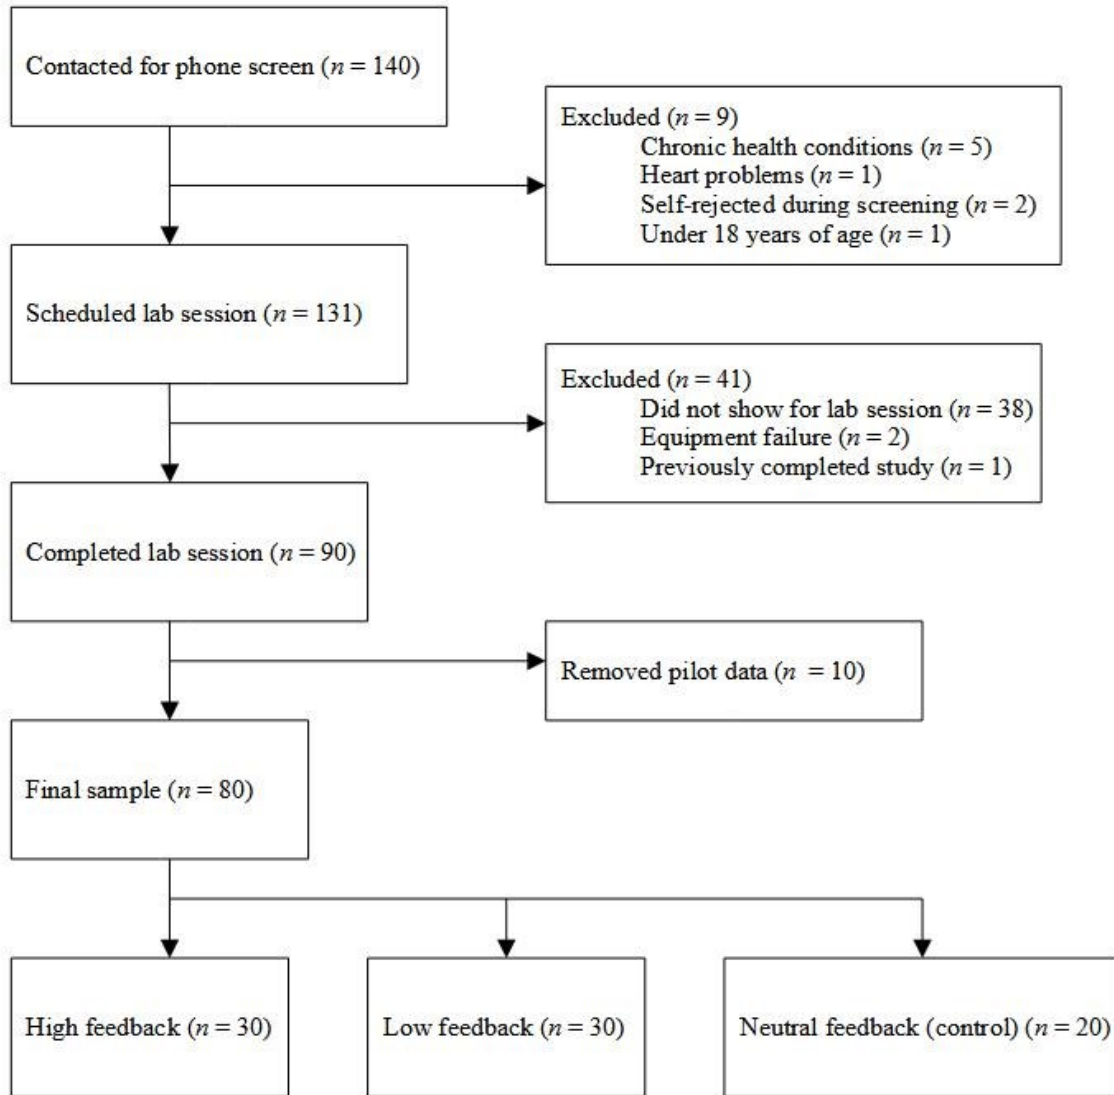 Contacted for phone screen (n = 140)
Excluded (n = 9)
Chronic health conditions (n = 5)
Heart problems (n = 1)
Self-rejected during screening (n = 2)
Under 18 years of age (n = 1)
Scheduled lab session (n = 131)
Excluded (n = 41)
Did not show for lab session (n = 38)
Equipment failure (n = 2)
Previously completed study (n = 1)
Completed lab session (n = 90)
Removed pilot data (n = 10)
Final sample (n = 80)
High feedback (n = 30)
Low feedback (n = 30)
Neutral feedback (control) (n = 20)